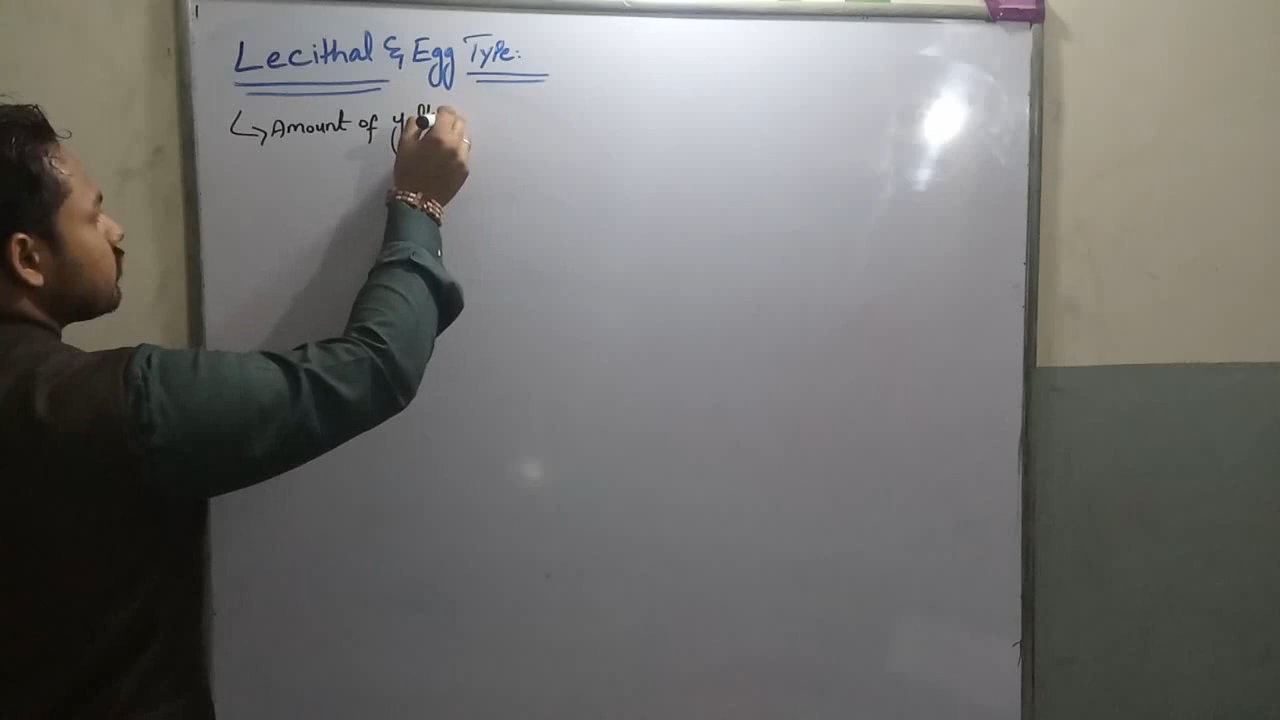 Lecithal & Egg Type:
↳ Amount of